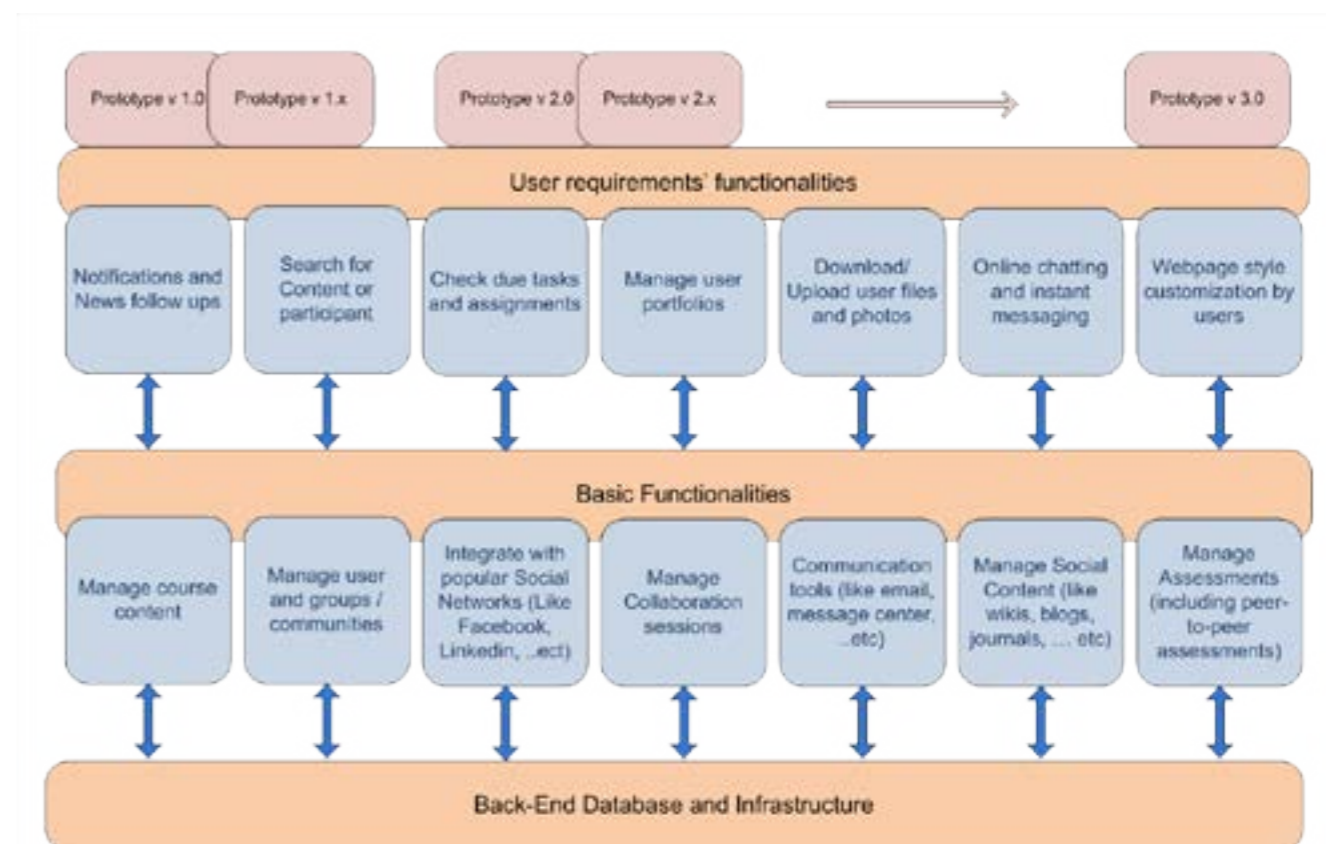 Prototype v 1.0
Prototype v 1.x
Prototype v 2.0
Prototype v 2.x
Prototype v 3.0
User requirements' functionalities
Notifications and
News follow ups
Search for
Content or
participant
Check due tasks
and assignments
Manage user
portfolios
Download/
Upload user files
and photos
Online chatting
and instant
messaging
Webpage style
customization by
users
Basic Functionalities
Manage course
content
Manage user
and groups /
communities
Integrate with
popular Social
Networks (Like
Facebook,
Linkedin, ..ect)
Manage
Collaboration
sessions
Communication
tools (like email,
message center,
..etc)
Manage Social
Content (like
wikis, blogs,
journals, .... etc)
Manage
Assessments
(including peer-
to-peer
assessments)
Back-End Database and Infrastructure